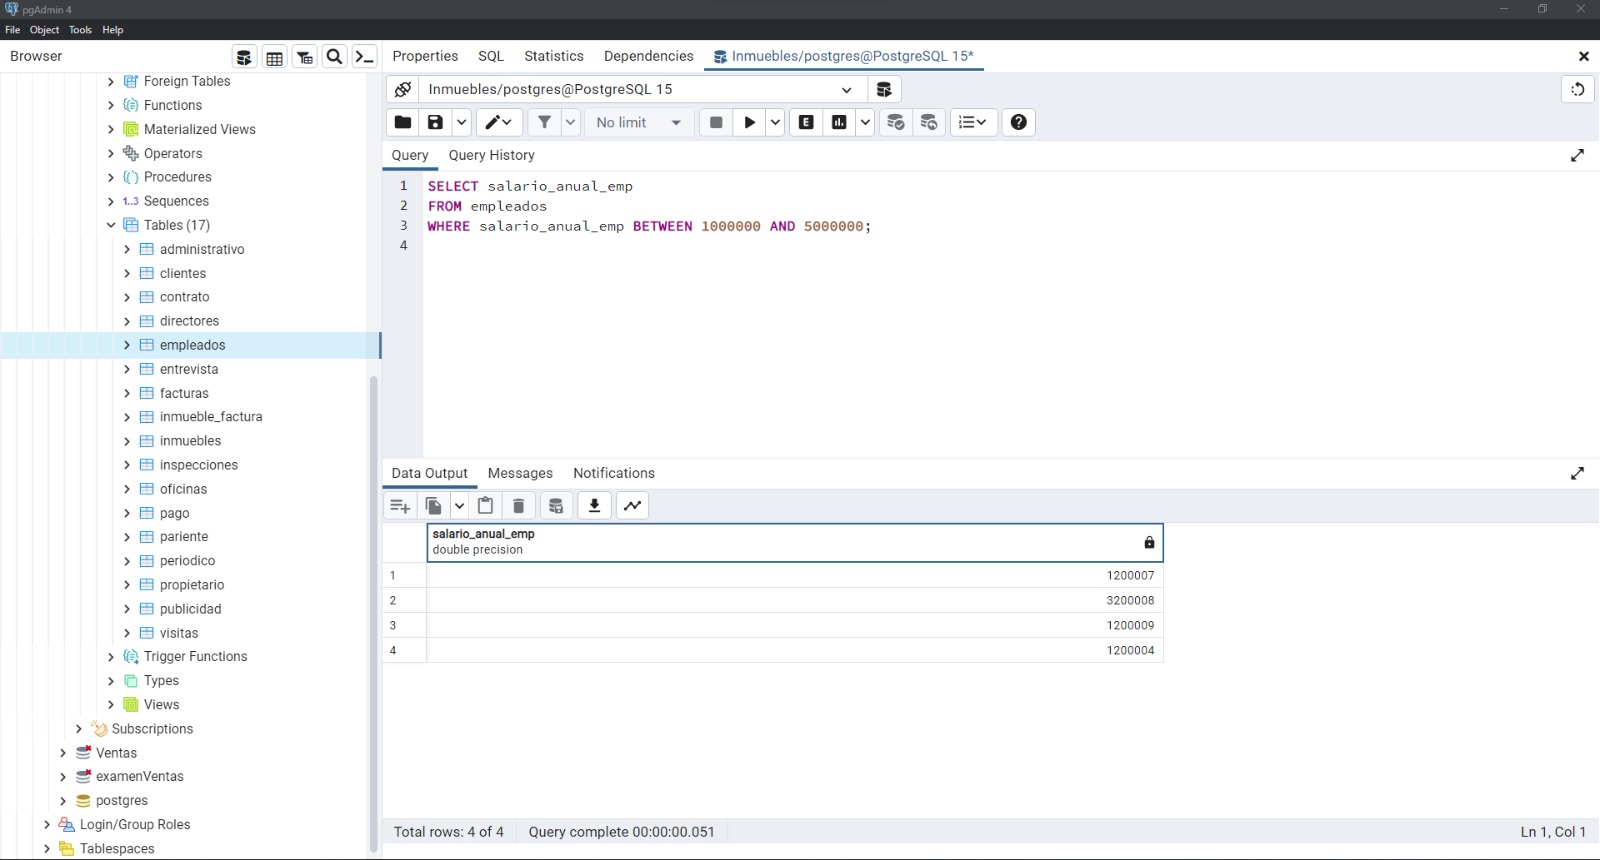 pgAdmin 4
File Object Tools Help
Browser
Properties SQL Statistics Dependencies Inmuebles/postgres@PostgreSQL 15*
Foreign Tables
Functions
Materialized Views
Operators
Procedures
1..3 Sequences
Tables (17)
administrativo
clientes
contrato
directores
empleados
entrevista
facturas
inmueble_factura
inmuebles
inspecciones
oficinas
pago
pariente
periodico
propietario
publicidad
visitas
Trigger Functions
Types
Views
Subscriptions
Ventas
examenVentas
postgres
Login/Group Roles
Tablespaces
Inmuebles/postgres@PostgreSQL 15
No limit
E
Query Query History
1 SELECT salario_anual_emp
2 FROM empleados
3 WHERE salario_anual_emp BETWEEN 1000000 AND 5000000;
4
Data Output Messages Notifications
salario_anual_emp
double precision
1 1200007
2 3200008
3 1200009
4 1200004
Total rows: 4 of 4 Query complete 00:00:00.051 Ln 1, Col 1